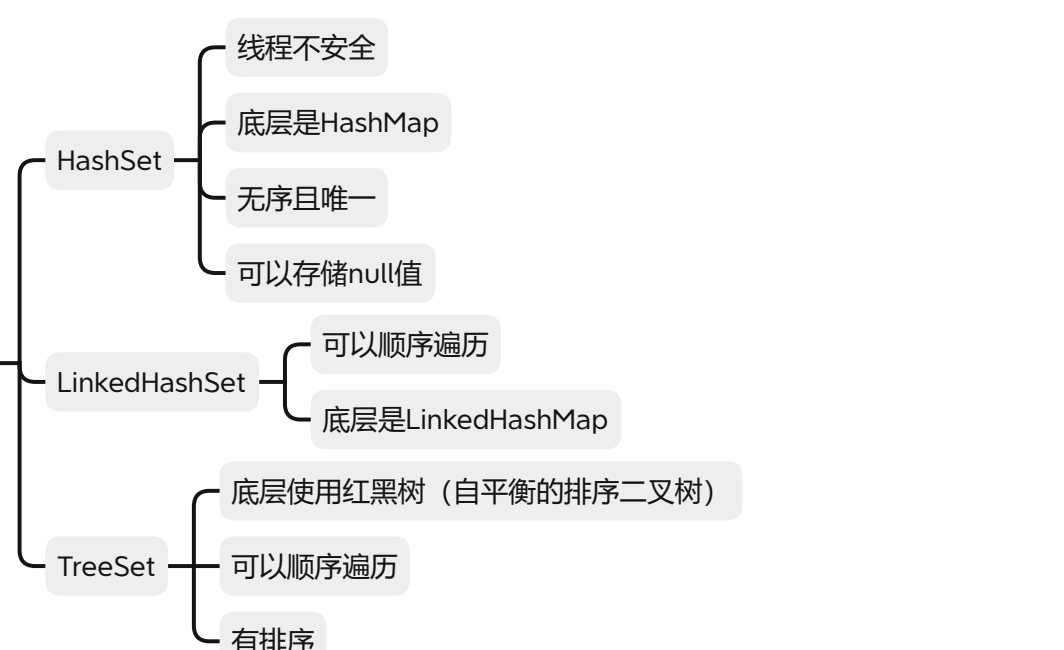 HashSet
线程不安全
底层是HashMap
无序且唯一
可以存储null值
LinkedHashSet
可以顺序遍历
底层是LinkedHashMap
TreeSet
底层使用红黑树（自平衡的排序二叉树）
可以顺序遍历
有排序